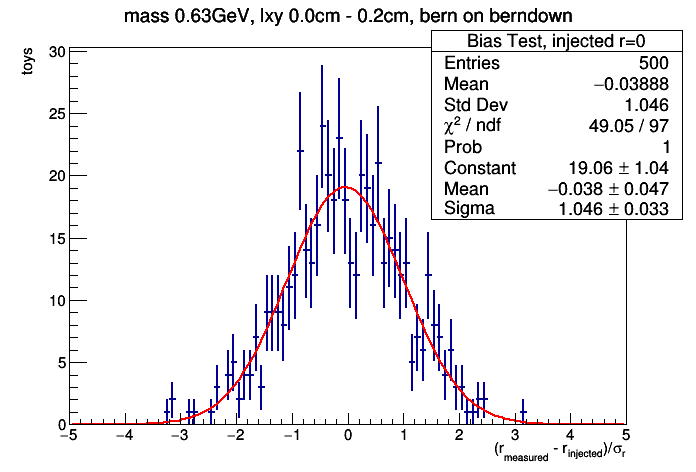 mass 0.63GeV, lxy 0.0cm - 0.2cm, bern on berndown
toys
Bias Test, injected r=0
Entries 500
Mean −0.03888
Std Dev 1.046
χ² / ndf 49.05 / 97
Prob 1
Constant 19.06 ± 1.04
Mean −0.038 ± 0.047
Sigma 1.046 ± 0.033
30
25
20
15
10
5
0
−5 −4 −3 −2 −1 0 1 2 3 4 5
(r_measured - r_injected)/σ_r